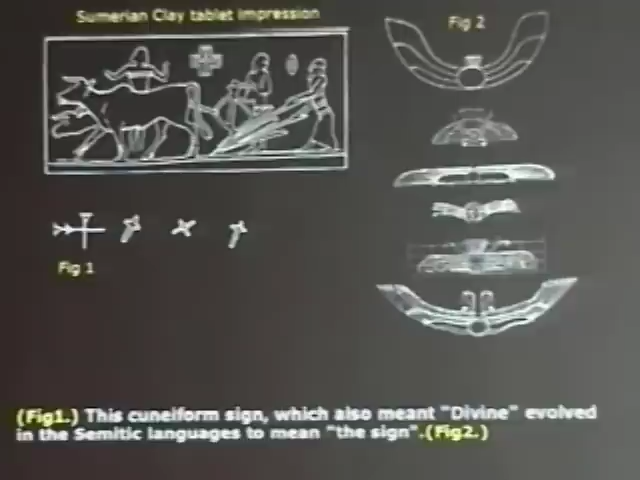 Sumerian Clay tablet impression
Fig 2
Fig 1
(Fig1.) This cuneiform sign, which also meant "Divine" evolved
in the Semitic languages to mean "the sign".(Fig2.)